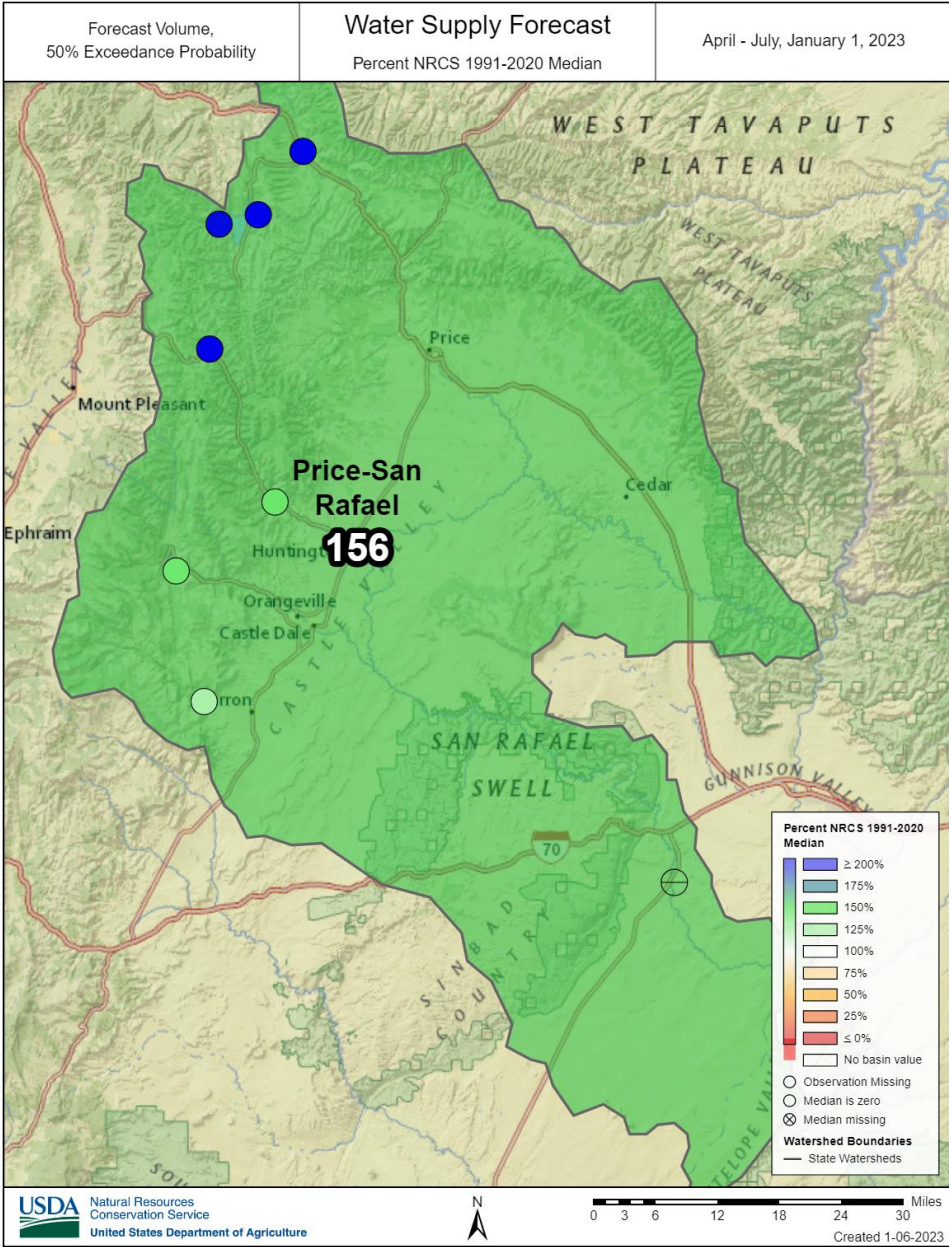 Forecast Volume,
50% Exceedance Probability
Water Supply Forecast
Percent NRCS 1991-2020 Median
April - July, January 1, 2023
WEST TAVAPUTS
PLATEAU
WEST TAVAPUTS
PLATEAU
Price
Mount Pleasant
E VALLEY
Price-San
Rafael
156
Cedar
Ephraim
Huntingt
Orangeville
Castle Dale
CASTLE VALLEY
rron
SAN RAFAEL
SWELL
GUNNISON VALLEY
70
SINBAD
COUNTRY
TELOPE VAL
SOU
Percent NRCS 1991-2020
Median
≥ 200%
175%
150%
125%
100%
75%
50%
25%
≤ 0%
No basin value
Observation Missing
Median is zero
Median missing
Watershed Boundaries
State Watersheds
USDA
Natural Resources
Conservation Service
United States Department of Agriculture
N
Miles
0 3 6 12 18 24 30
Created 1-06-2023